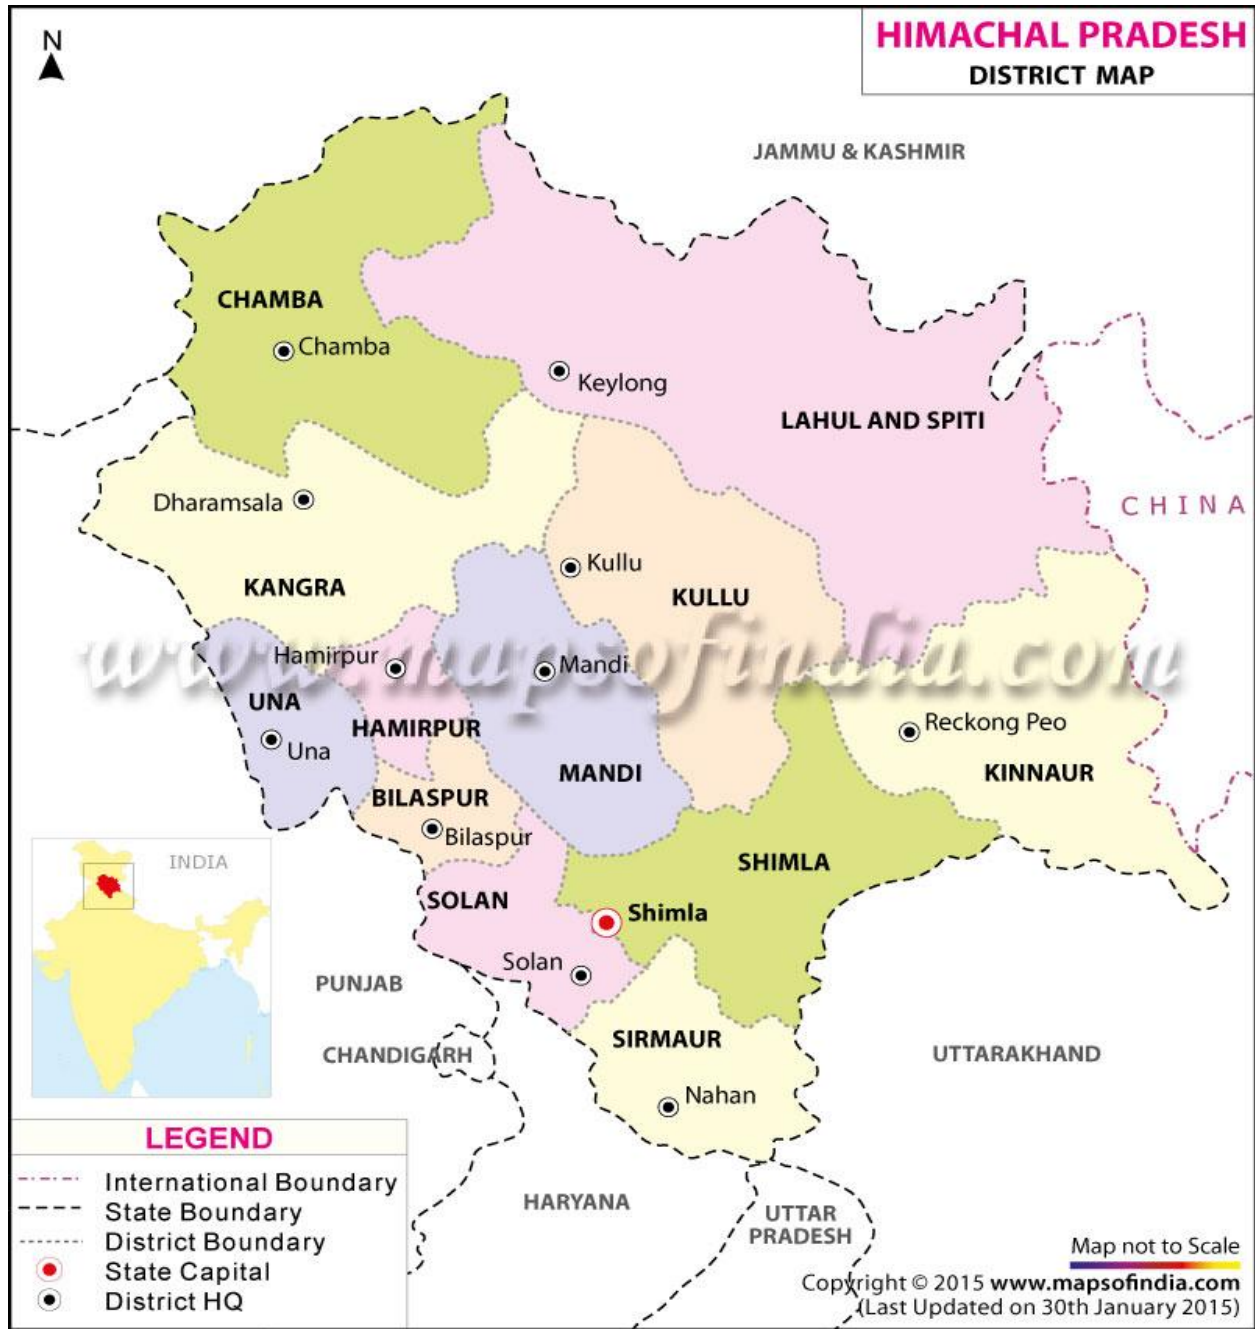 N
HIMACHAL PRADESH
DISTRICT MAP
JAMMU & KASHMIR
CHAMBA
Chamba
Keylong
LAHUL AND SPITI
CHINA
Dharamsala
KANGRA
Kullu
KULLU
www.mapsofindia.com
Hamirpur
Mandi
UNA
Una
HAMIRPUR
Reckong Peo
KINNAUR
MANDI
BILASPUR
Bilaspur
SHIMLA
INDIA
SOLAN
Shimla
Solan
PUNJAB
SIRMAUR
CHANDIGARH
UTTARAKHAND
Nahan
LEGEND
International Boundary
State Boundary
District Boundary
State Capital
District HQ
HARYANA
UTTAR
PRADESH
Map not to Scale
Copyright © 2015 www.mapsofindia.com
(Last Updated on 30th January 2015)